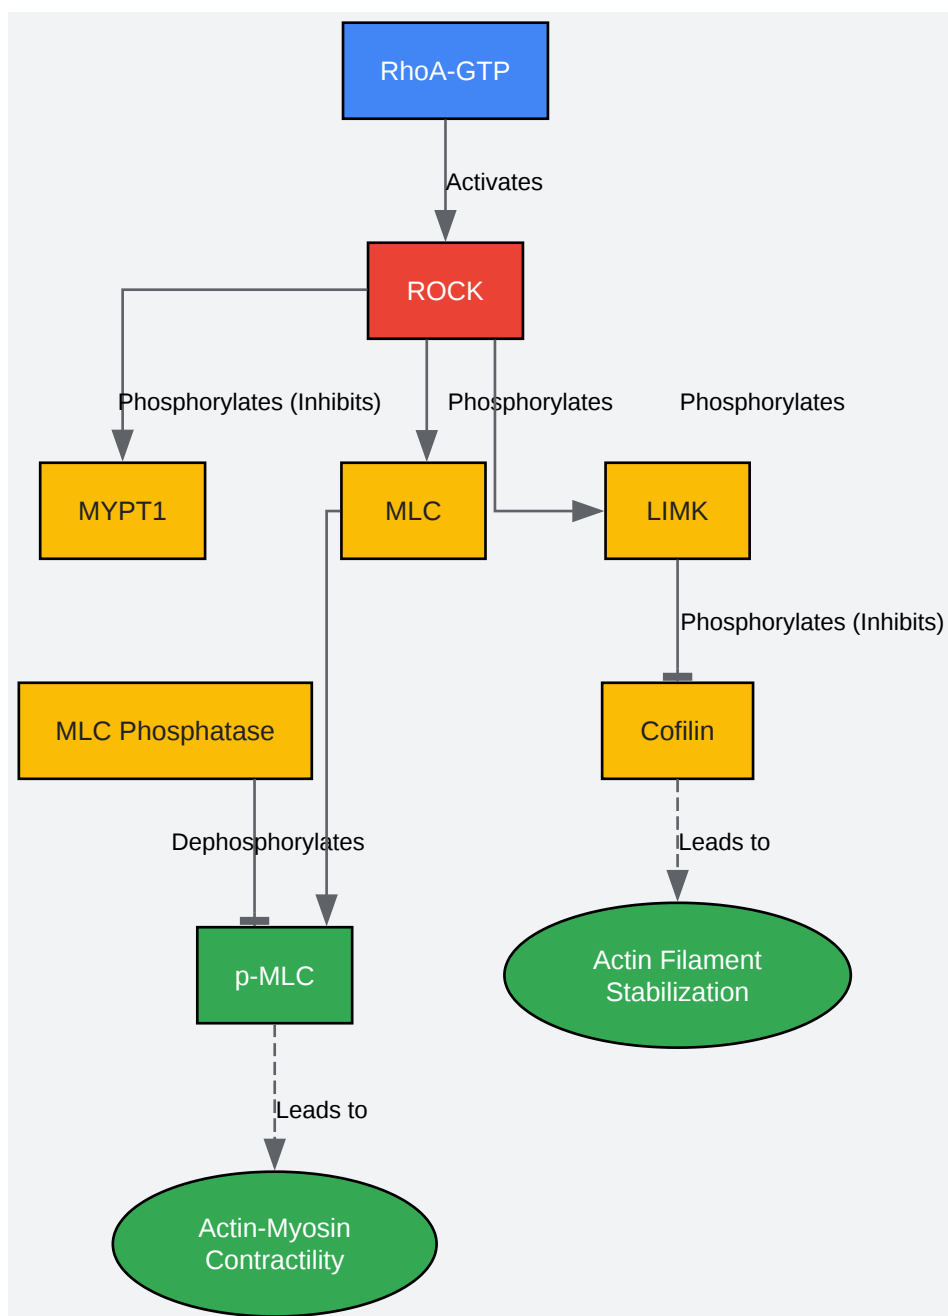 RhoA-GTP
Activates
ROCK
Phosphorylates (Inhibits)
Phosphorylates
Phosphorylates
MYPT1
MLC
LIMK
Phosphorylates (Inhibits)
MLC Phosphatase
Cofilin
Dephosphorylates
Leads to
p-MLC
Actin Filament
Stabilization
Leads to
Actin-Myosin
Contractility